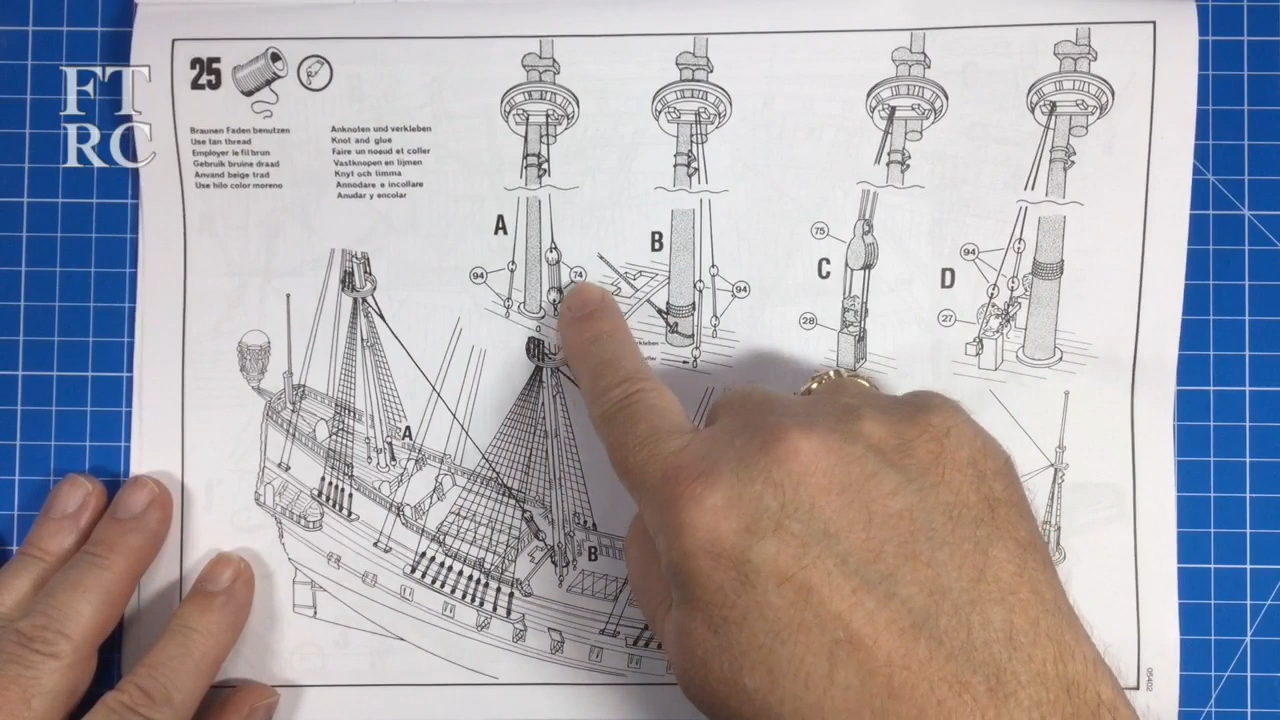 FT
RC
25
Braunen Faden benutzen
Use tan thread
Employer le fil brun
Gebruik bruine draad
Använd beige trad
Use hilo color moreno
Anknoten und verkleben
Knot and glue
Faire un noeud et coller
Vastknopen en lijmen
Knyt och limma
Annodare e incollare
Anudar y encolar
A
94
74
B
94
75
C
28
D
94
27
A
B
05402